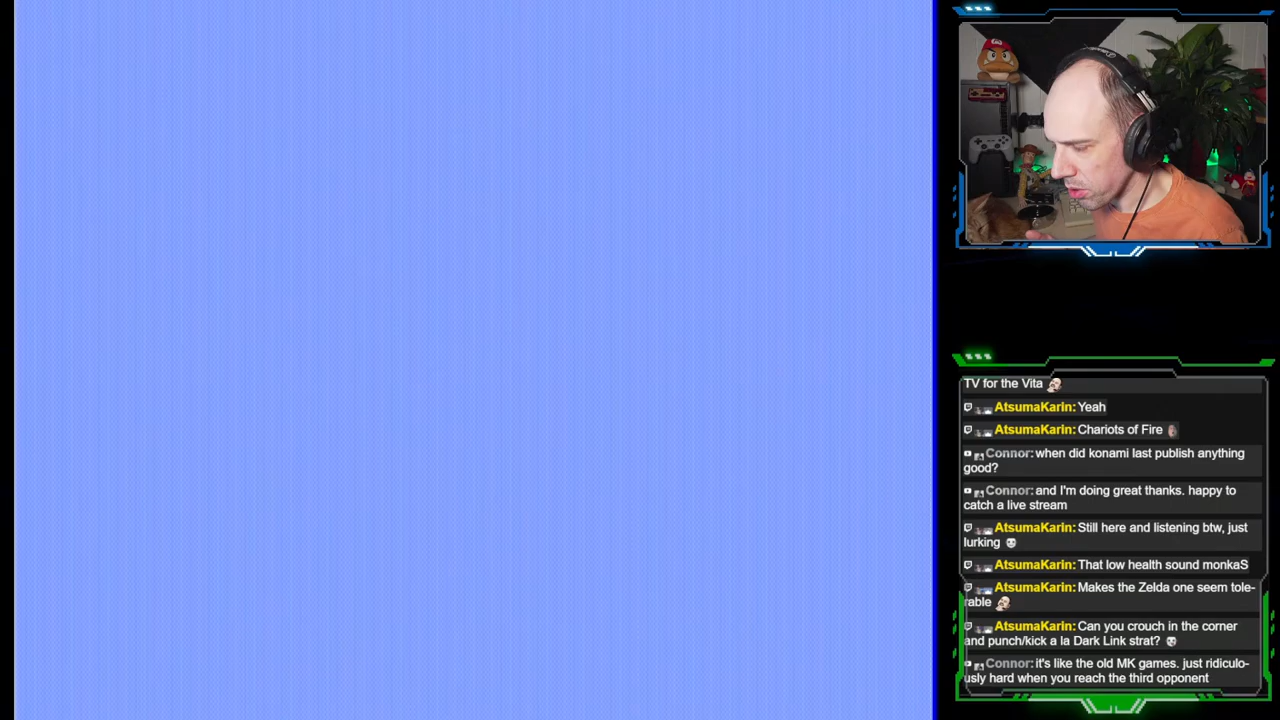 TV for the Vita
AtsumaKarin: Yeah
AtsumaKarin: Chariots of Fire
Connor: when did konami last publish anything
good?
Connor: and I'm doing great thanks. happy to
catch a live stream
AtsumaKarin: Still here and listening btw, just
lurking
AtsumaKarin: That low health sound monkaS
AtsumaKarin: Makes the Zelda one seem tole-
rable
AtsumaKarin: Can you crouch in the corner
and punch/kick a la Dark Link strat?
Connor: it's like the old MK games. just ridiculo-
usly hard when you reach the third opponent